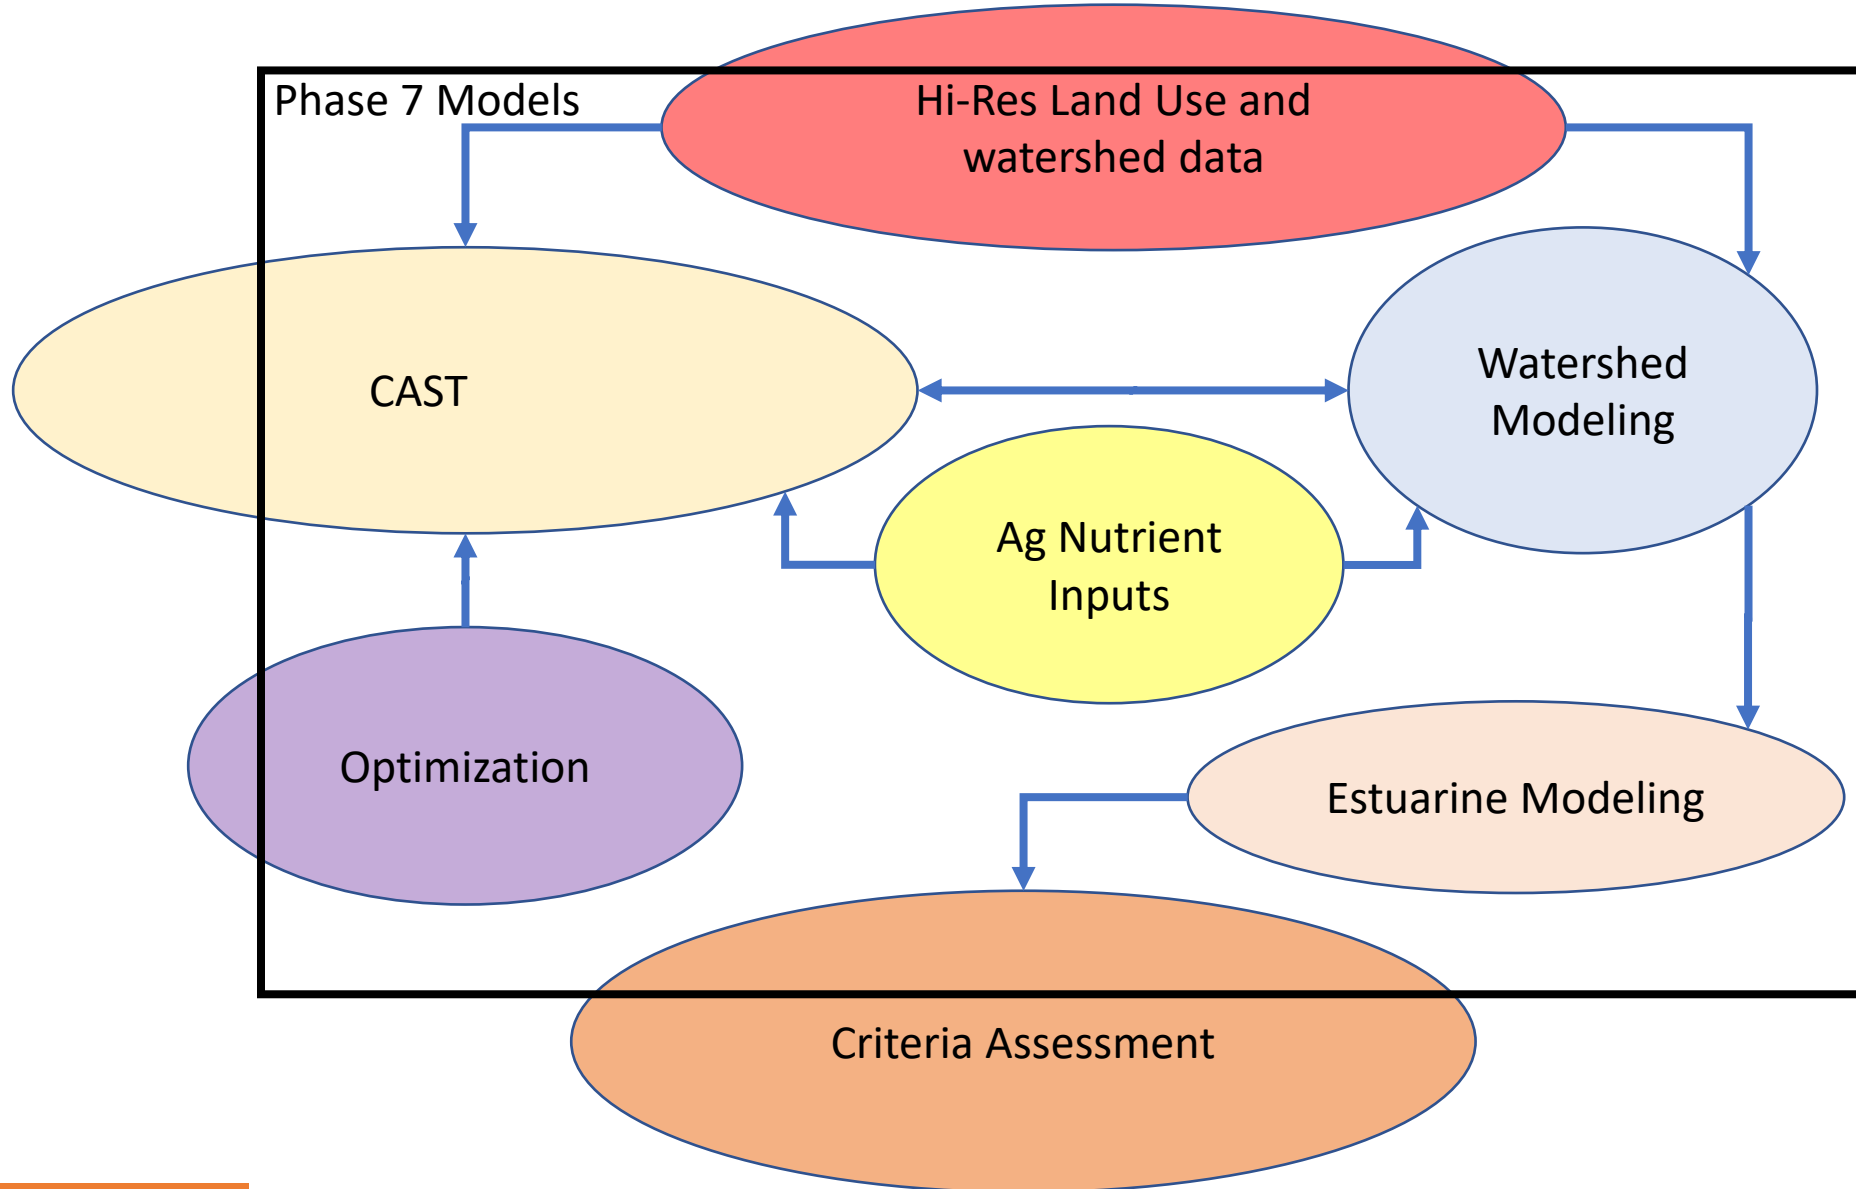 Phase 7 Models
Hi-Res Land Use and
watershed data
CAST
Watershed
Modeling
Ag Nutrient
Inputs
Optimization
Estuarine Modeling
Criteria Assessment